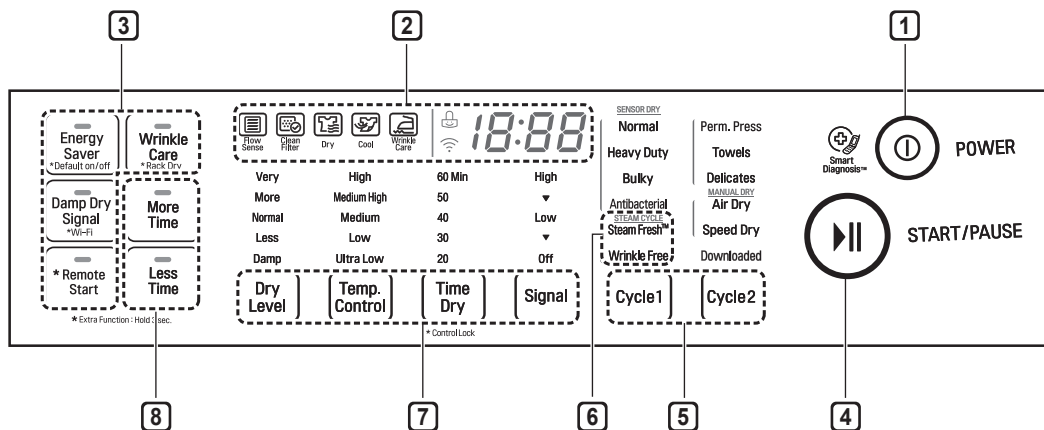 3
2
1
Energy
Saver
*Default on/off
Wrinkle
Care
* Rack Dry
Damp Dry
Signal
*Wi-Fi
More
Time
* Remote
Start
Less
Time
* Extra Function : Hold 3 sec.
Flow
Sense
Clean
Filter
Dry
Cool
Wrinkle
Care
18:88
Very High 60 Min High
More Medium High 50 ▼
Normal Medium 40 Low
Less Low 30 ▼
Damp Ultra Low 20 Off
Dry
Level
Temp.
Control
Time
Dry
Signal
* Control Lock
SENSOR DRY
Normal
Heavy Duty
Bulky
Antibacterial
STEAM CYCLE
Steam Fresh™
Wrinkle Free
Perm. Press
Towels
Delicates
MANUAL DRY
Air Dry
Speed Dry
Downloaded
Cycle1
Cycle2
Smart
Diagnosis™
POWER
START/PAUSE
8
7
6
5
4